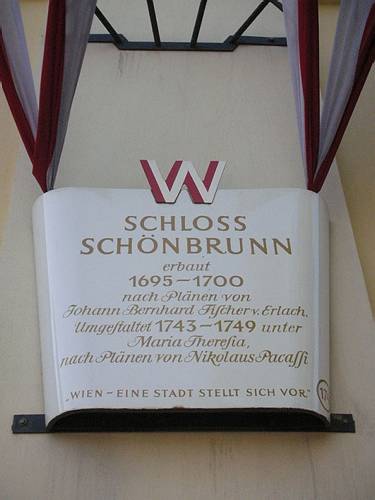 W
SCHLOSS
SCHÖNBRUNN
erbaut
1695–1700
nach Plänen von
Johann Bernhard Fischer v. Erlach.
Umgestaltet 1743–1749 unter
Maria Theresia,
nach Plänen von Nikolaus Pacassi
„WIEN – EINE STADT STELLT SICH VOR"